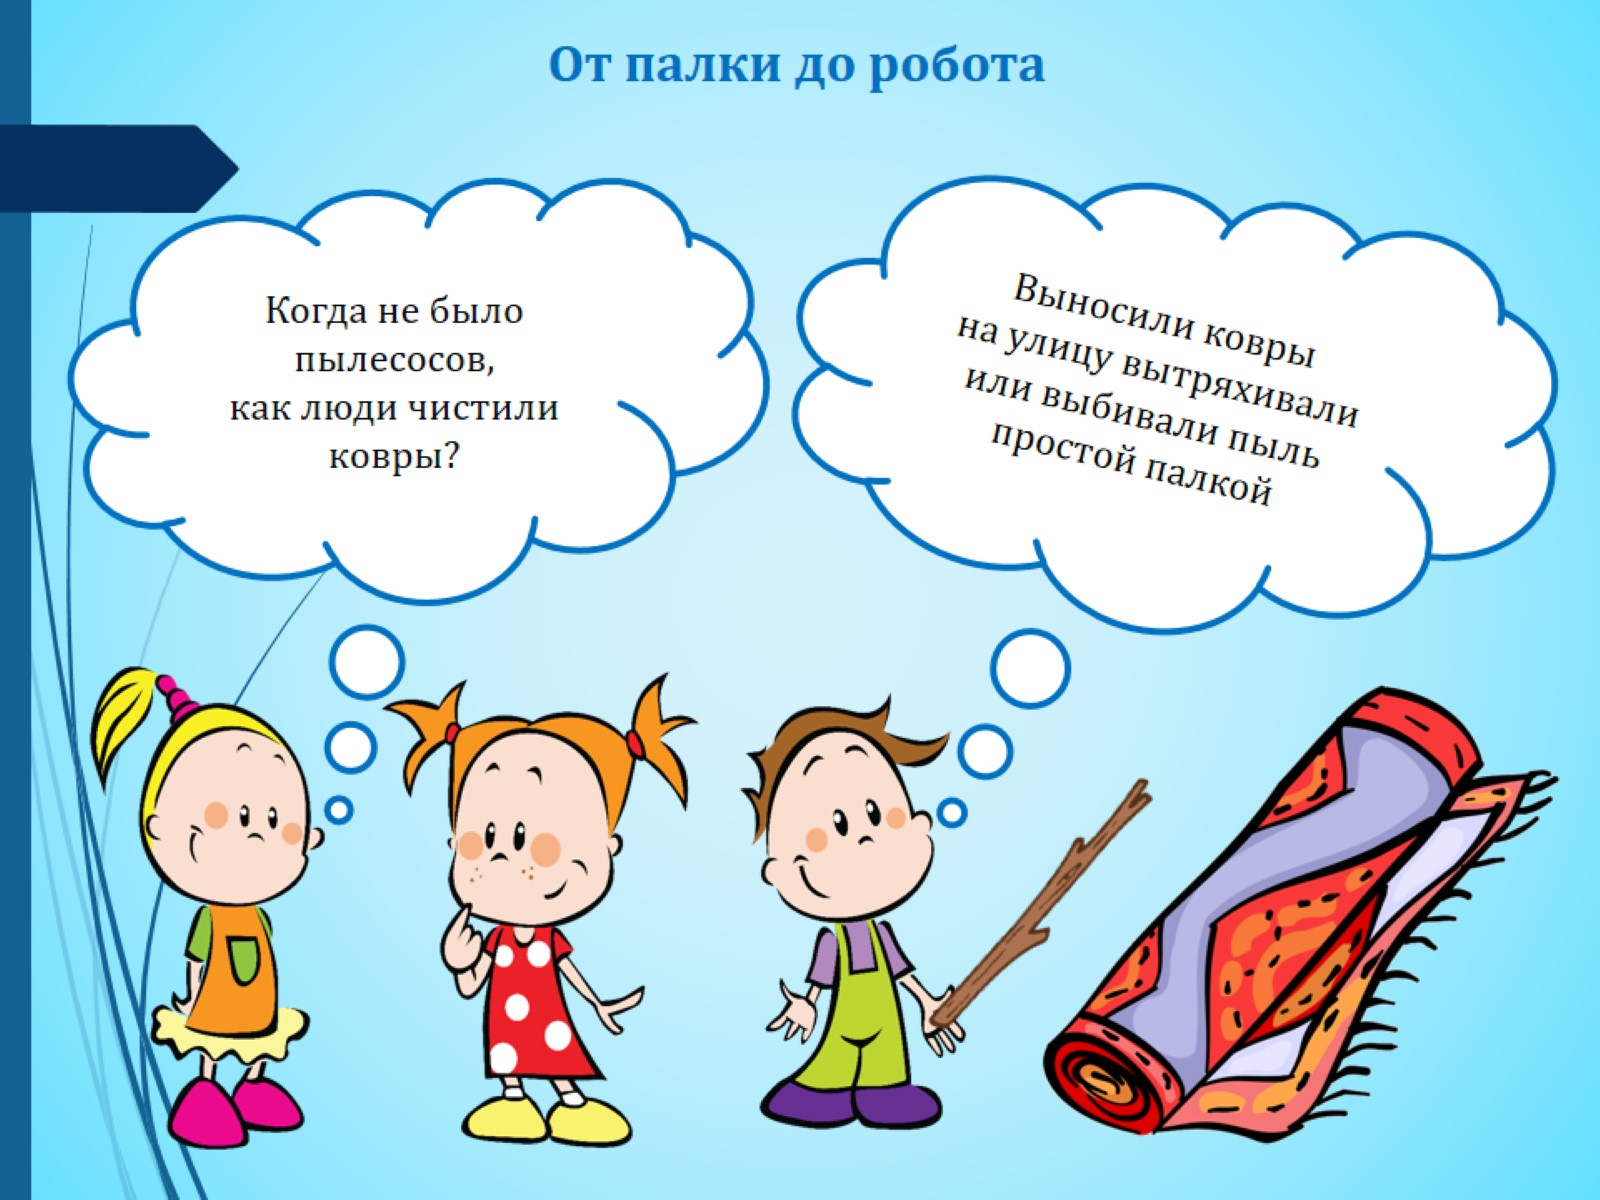 От палки до робота
Когда не было
пылесосов,
как люди чистили
ковры?
Выносили ковры
на улицу вытряхивали
или выбивали пыль
простой палкой